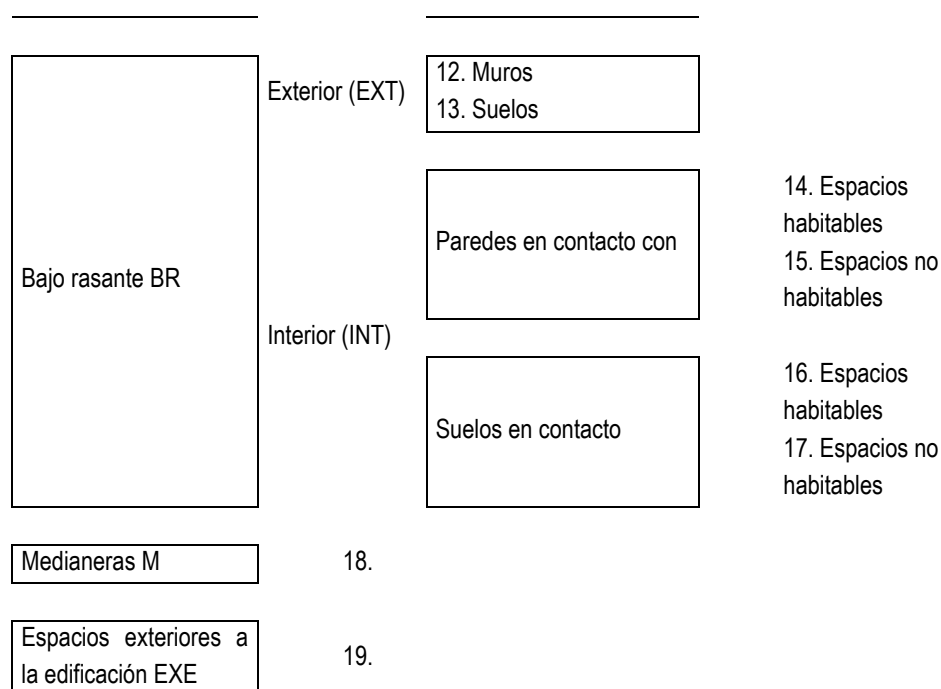 Exterior (EXT)
12. Muros
13. Suelos
Bajo rasante BR
Interior (INT)
Paredes en contacto con
14. Espacios
habitables
15. Espacios no
habitables
Suelos en contacto
16. Espacios
habitables
17. Espacios no
habitables
Medianeras M
18.
Espacios exteriores a
la edificación EXE
19.